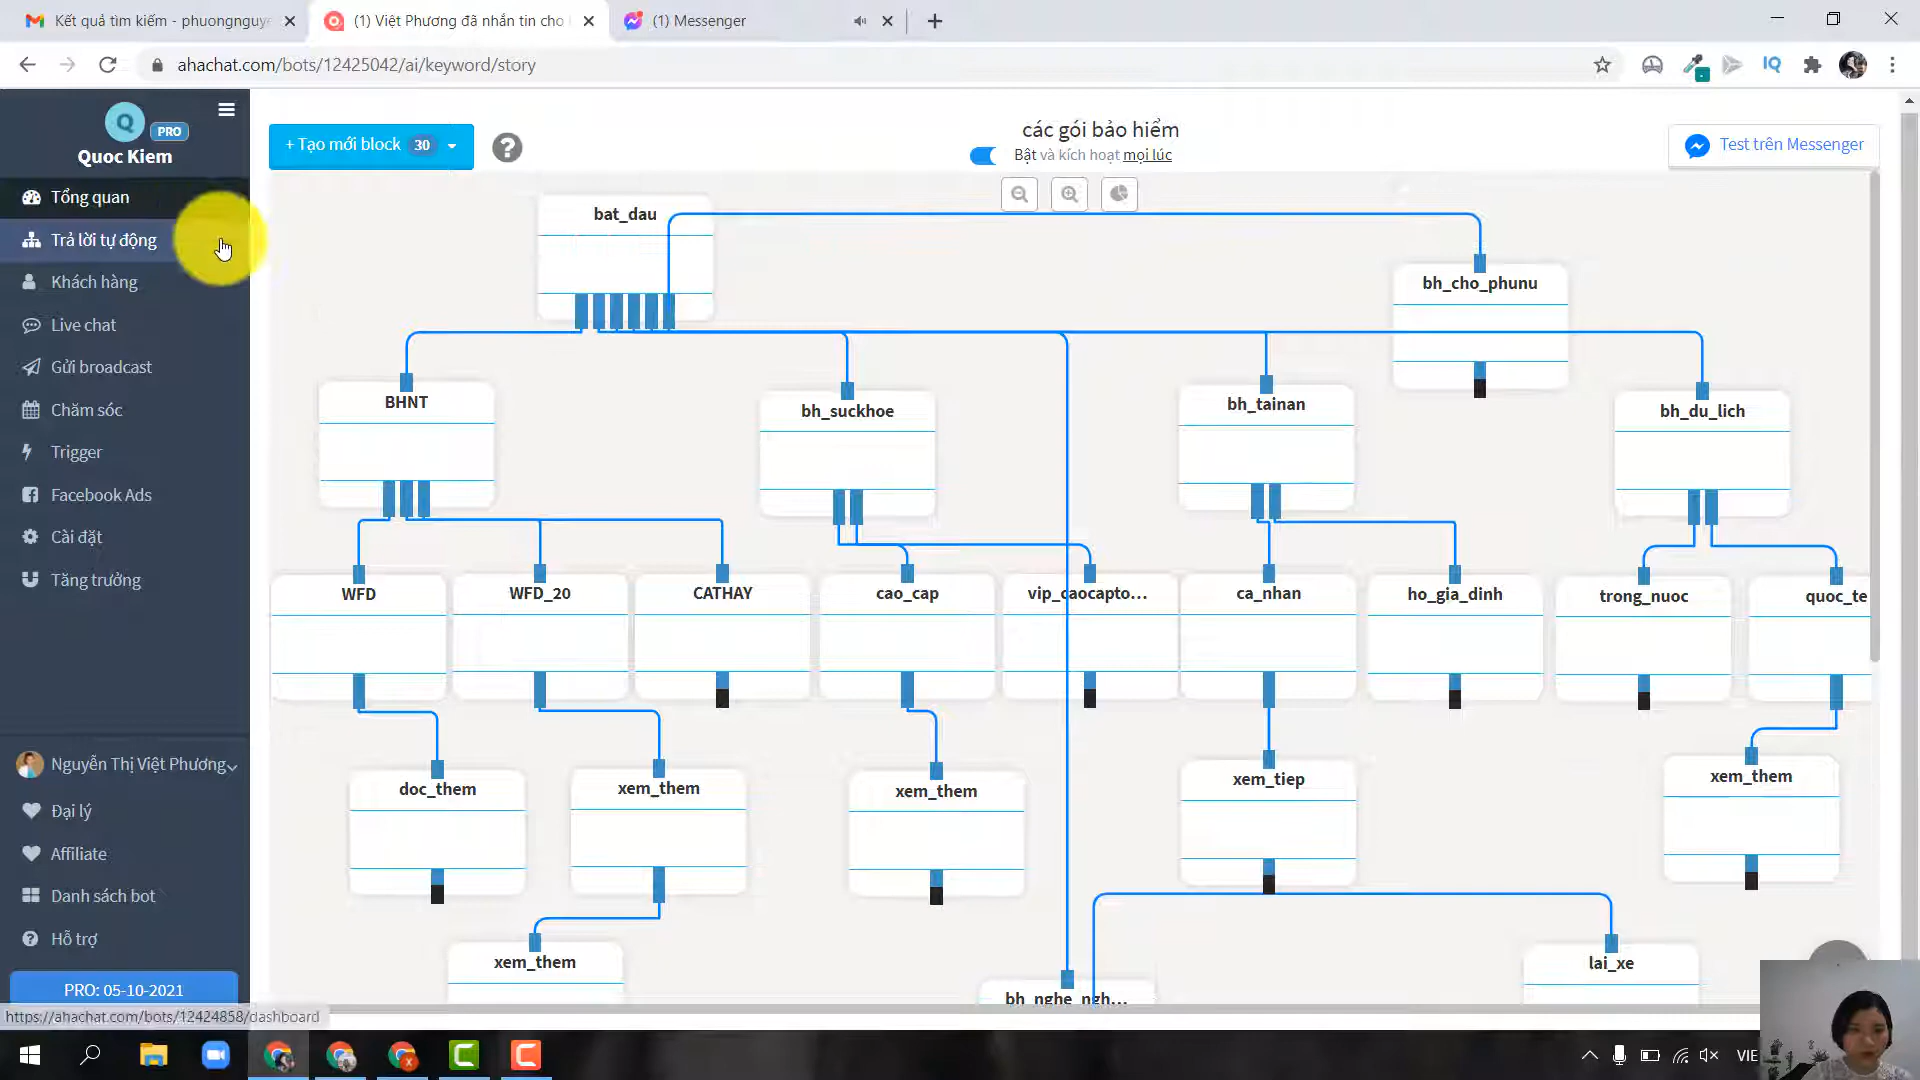 Kết quả tìm kiếm - phuongnguye
(1) Việt Phương đã nhắn tin cho
(1) Messenger
ahachat.com/bots/12425042/ai/keyword/story
IQ
Q
PRO
Quoc Kiem
Tổng quan
Trả lời tự động
Khách hàng
Live chat
Gửi broadcast
Chăm sóc
Trigger
Facebook Ads
Cài đặt
Tăng trưởng
Nguyễn Thị Việt Phương
Đại lý
Affiliate
Danh sách bot
Hỗ trợ
PRO: 05-10-2021
https://ahachat.com/bots/12424858/dashboard
+ Tạo mới block 30
?
các gói bảo hiểm
Bật và kích hoạt mọi lúc
Test trên Messenger
bat_dau
bh_cho_phunu
BHNT
bh_suckhoe
bh_tainan
bh_du_lich
WFD
WFD_20
CATHAY
cao_cap
vip_caocapto...
ca_nhan
ho_gia_dinh
trong_nuoc
quoc_te
doc_them
xem_them
xem_them
xem_tiep
xem_them
xem_them
bh_nghe_ngh...
lai_xe
VIE